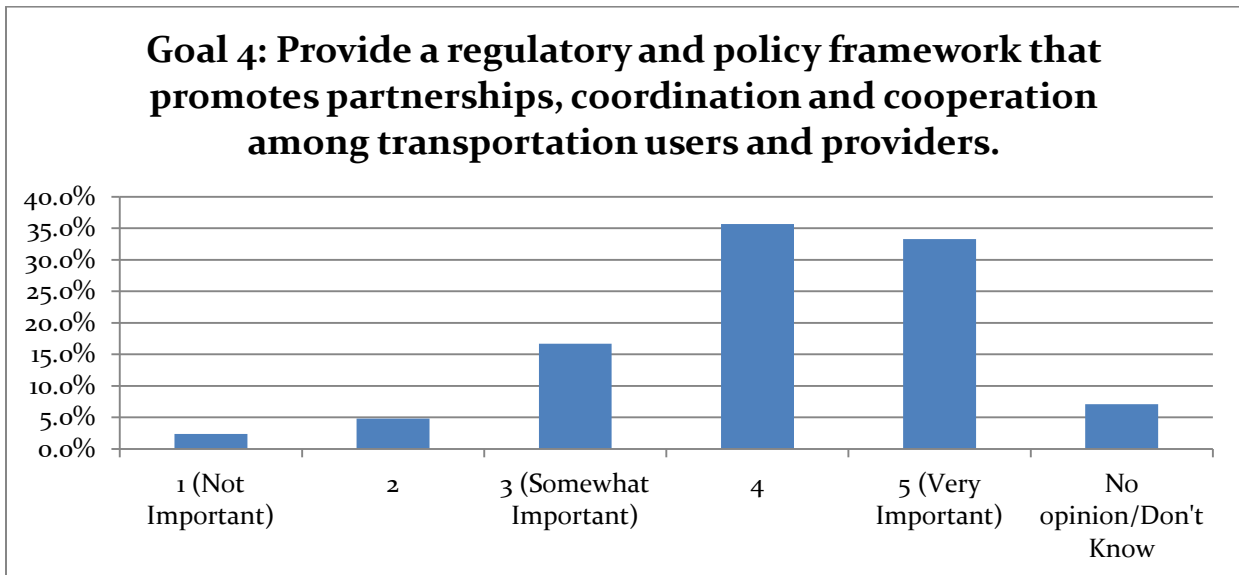 Goal 4: Provide a regulatory and policy framework that
promotes partnerships, coordination and cooperation
among transportation users and providers.
40.0%
35.0%
30.0%
25.0%
20.0%
15.0%
10.0%
5.0%
0.0%
1 (Not
Important)
2
3 (Somewhat
Important)
4
5 (Very
Important)
No
opinion/Don't
Know